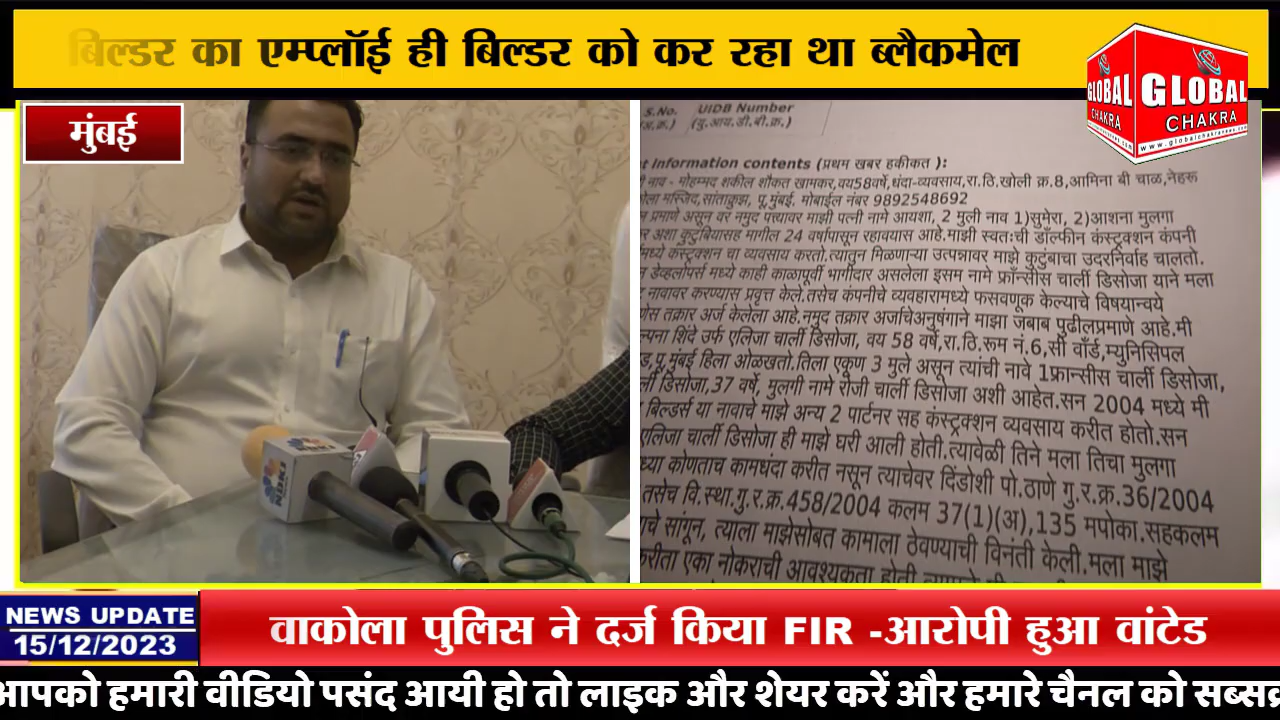 बिल्डर का एम्प्लॉई ही बिल्डर को कर रहा था ब्लैकमेल
GLOBAL
CHAKRA
GLOBAL
CHAKRA
www.globalchakranews.com
मुंबई
S.No.
UIDB Number
(अ.क्र.)
(यु.आय.डी.बी.क्र.)
Information contents (प्रथम खबर हकीकत ):
नाव - मोहम्मद शकील शौकत खामकर,वय58वर्षे,धंदा-व्यवसाय,रा.ठि.खोली क्र.8,आमिना बी चाळ,नेहरू
मस्जिद,सांताक्रुझ, पू,मुंबई. मोबाईल नंबर 9892548692
प्रमाणे असून वर नमुद पत्त्यावर माझी पत्नी नामे आयशा, 2 मुली नाव 1)सुमेरा, 2)आशना मुलगा
अशा कुटुंबियासह मागील 24 वर्षापासून रहावयास आहे.माझी स्वतःची डॉल्फीन कंस्ट्रक्शन कंपनी
कंस्ट्रक्शन चा व्यवसाय करतो.त्यातुन मिळणाऱ्या उत्पन्नावर माझे कुटुंबाचा उदरनिर्वाह चालतो.
डेव्हलोपर्स मध्ये काही काळापूर्वी भागीदार असलेला इसम नामे फ्रॉन्सीस चार्ली डिसोजा याने मला
नावावर करण्यास प्रवृत्त केले.तसेच कंपनीचे व्यवहारामध्ये फसवणूक केल्याचे विषयान्वये
तक्रार अर्ज केलेला आहे.नमुद तक्रार अर्जाचेअनुषंगाने माझा जबाब पुढीलप्रमाणे आहे.मी
शिंदे उर्फ एलिजा चार्ली डिसोजा, वय 58 वर्षे,रा.ठि.रूम नं.6,सी वॉर्ड,म्युनिसिपल
पू.मुंबई हिला ओळखतो.तिला एकूण 3 मुले असून त्यांची नावे 1फ्रान्सीस चार्ली डिसोजा,
डिसोजा,37 वर्षे, मुलगी नामे रोजी चार्ली डिसोजा अशी आहेत.सन 2004 मध्ये मी
बिल्डर्स या नावाचे माझे अन्य 2 पार्टनर सह कंस्ट्रक्शन व्यवसाय करीत होतो.सन
एलिजा चार्ली डिसोजा ही माझे घरी आली होती.त्यावेळी तिने मला तिचा मुलगा
कोणताच कामधंदा करीत नसून त्याचेवर दिंडोशी पो.ठाणे गु.र.क्र.36/2004
तसेच वि.स्था.गु.र.क्र.458/2004 कलम 37(1)(अ),135 मपोका.सहकलम
सांगून, त्याला माझेसोबत कामाला ठेवण्याची विनंती केली.मला माझे
करीता एका नोकराची आवश्यकता होती
NEWS UPDATE
15/12/2023
वाकोला पुलिस ने दर्ज किया FIR -आरोपी हुआ वांटेड
आपको हमारी वीडियो पसंद आयी हो तो लाइक और शेयर करें और हमारे चैनल को